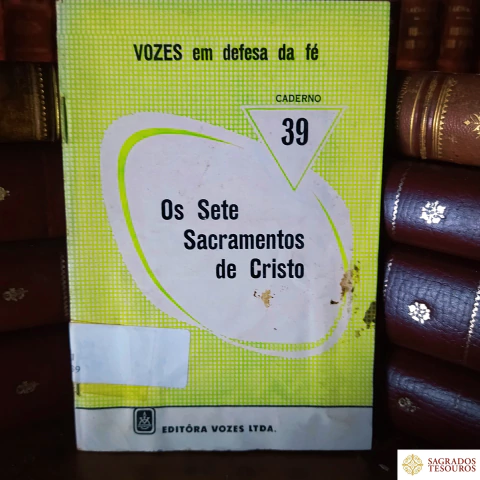 VOZES em defesa da fé
CADERNO
39
Os Sete
Sacramentos
de Cristo
EDITÔRA VOZES LTDA.
SAGRADOS
TESOUROS